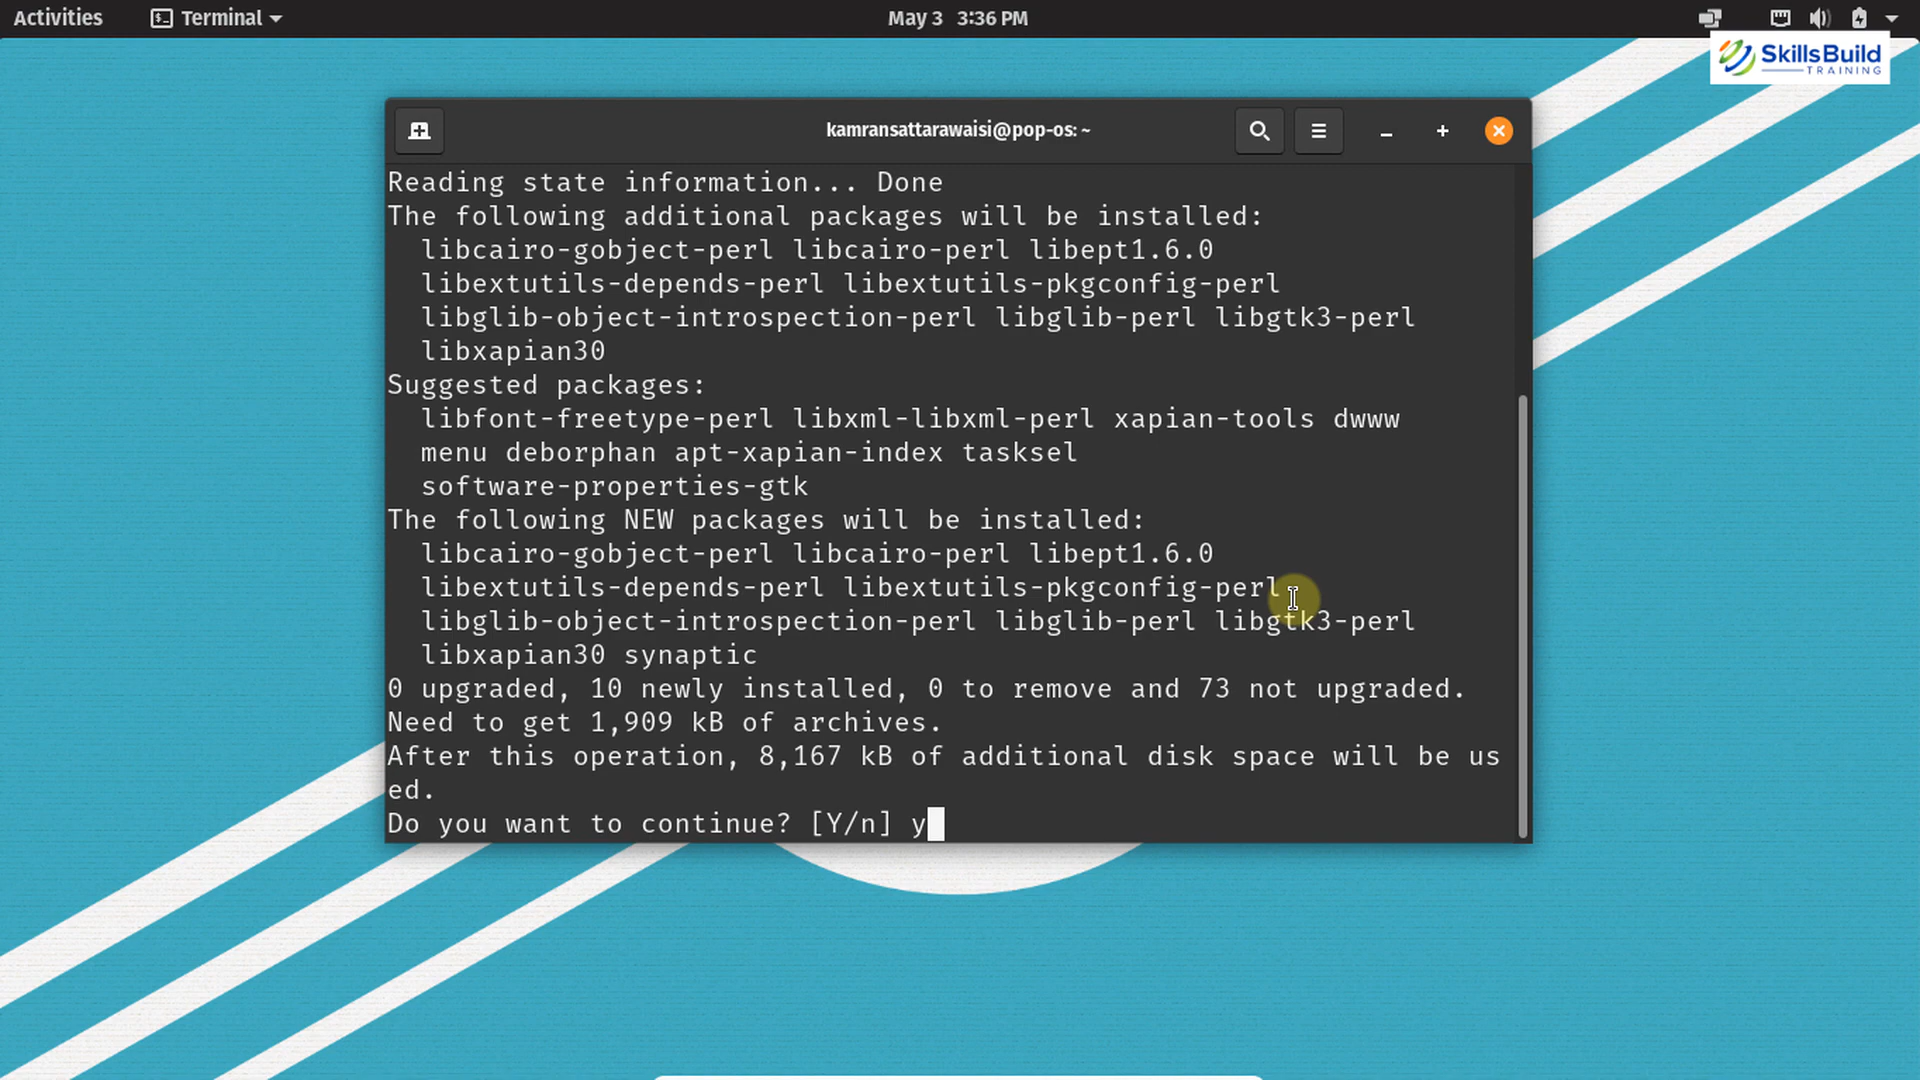 Activities Terminal May 3 3:36 PM
SkillsBuild
TRAINING
kamransattarawaisi@pop-os: ~
Reading state information... Done
The following additional packages will be installed:
libcairo-gobject-perl libcairo-perl libept1.6.0
libextutils-depends-perl libextutils-pkgconfig-perl
libglib-object-introspection-perl libglib-perl libgtk3-perl
libxapian30
Suggested packages:
libfont-freetype-perl libxml-libxml-perl xapian-tools dwww
menu deborphan apt-xapian-index tasksel
software-properties-gtk
The following NEW packages will be installed:
libcairo-gobject-perl libcairo-perl libept1.6.0
libextutils-depends-perl libextutils-pkgconfig-perl
libglib-object-introspection-perl libglib-perl libgtk3-perl
libxapian30 synaptic
0 upgraded, 10 newly installed, 0 to remove and 73 not upgraded.
Need to get 1,909 kB of archives.
After this operation, 8,167 kB of additional disk space will be us
ed.
Do you want to continue? [Y/n] y